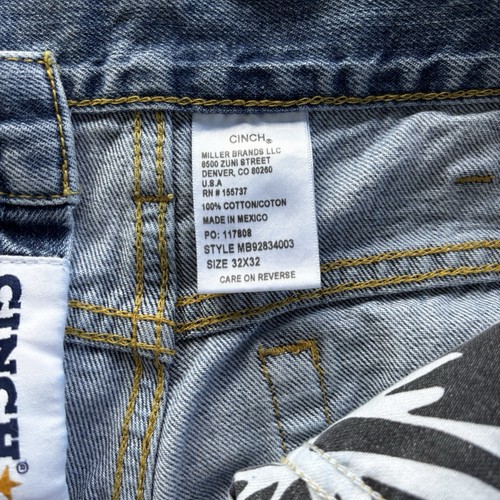 CINCH®
MILLER BRANDS LLC
8500 ZUNI STREET
DENVER, CO 80260
U.S.A
RN # 155737
100% COTTON/COTON
MADE IN MEXICO
PO: 117808
STYLE MB92834003
SIZE 32X32
CARE ON REVERSE
CINCH®